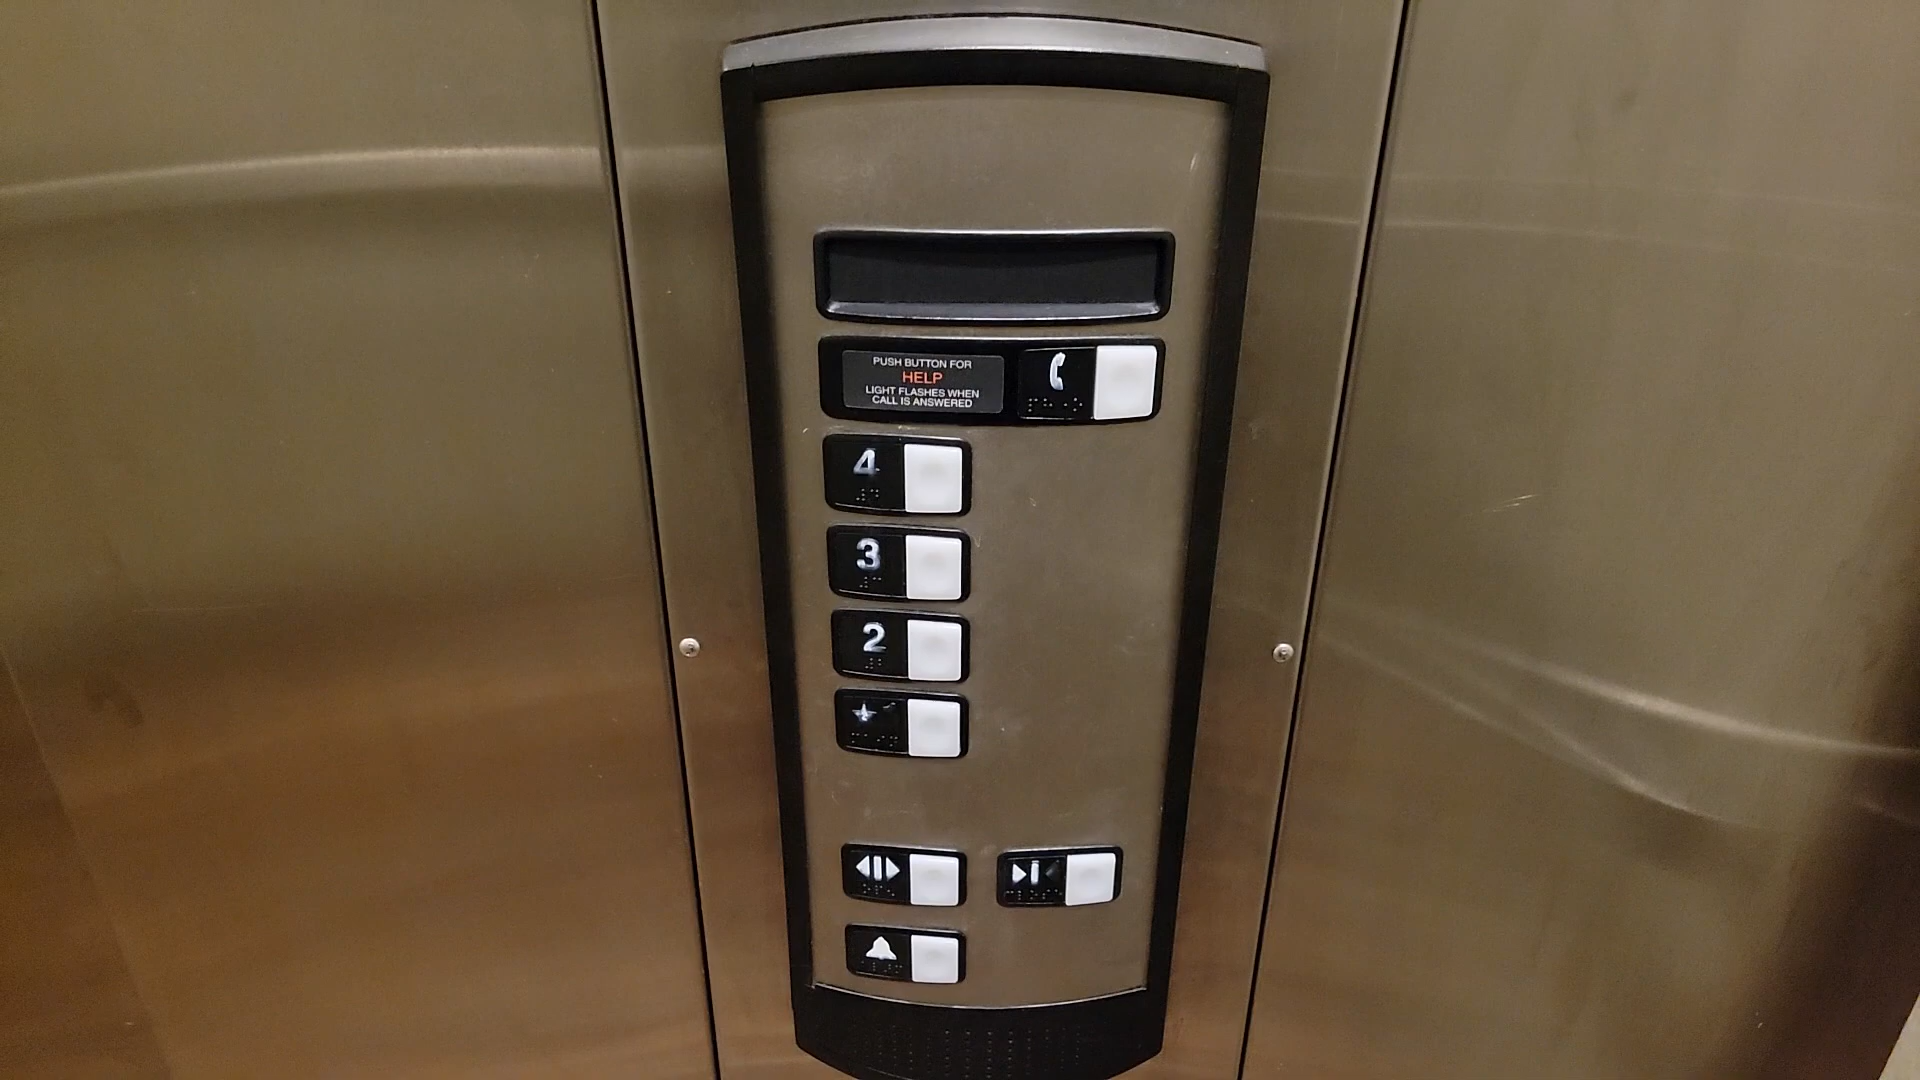 PUSH BUTTON FOR
HELP
LIGHT FLASHES WHEN
CALL IS ANSWERED
4
3
2